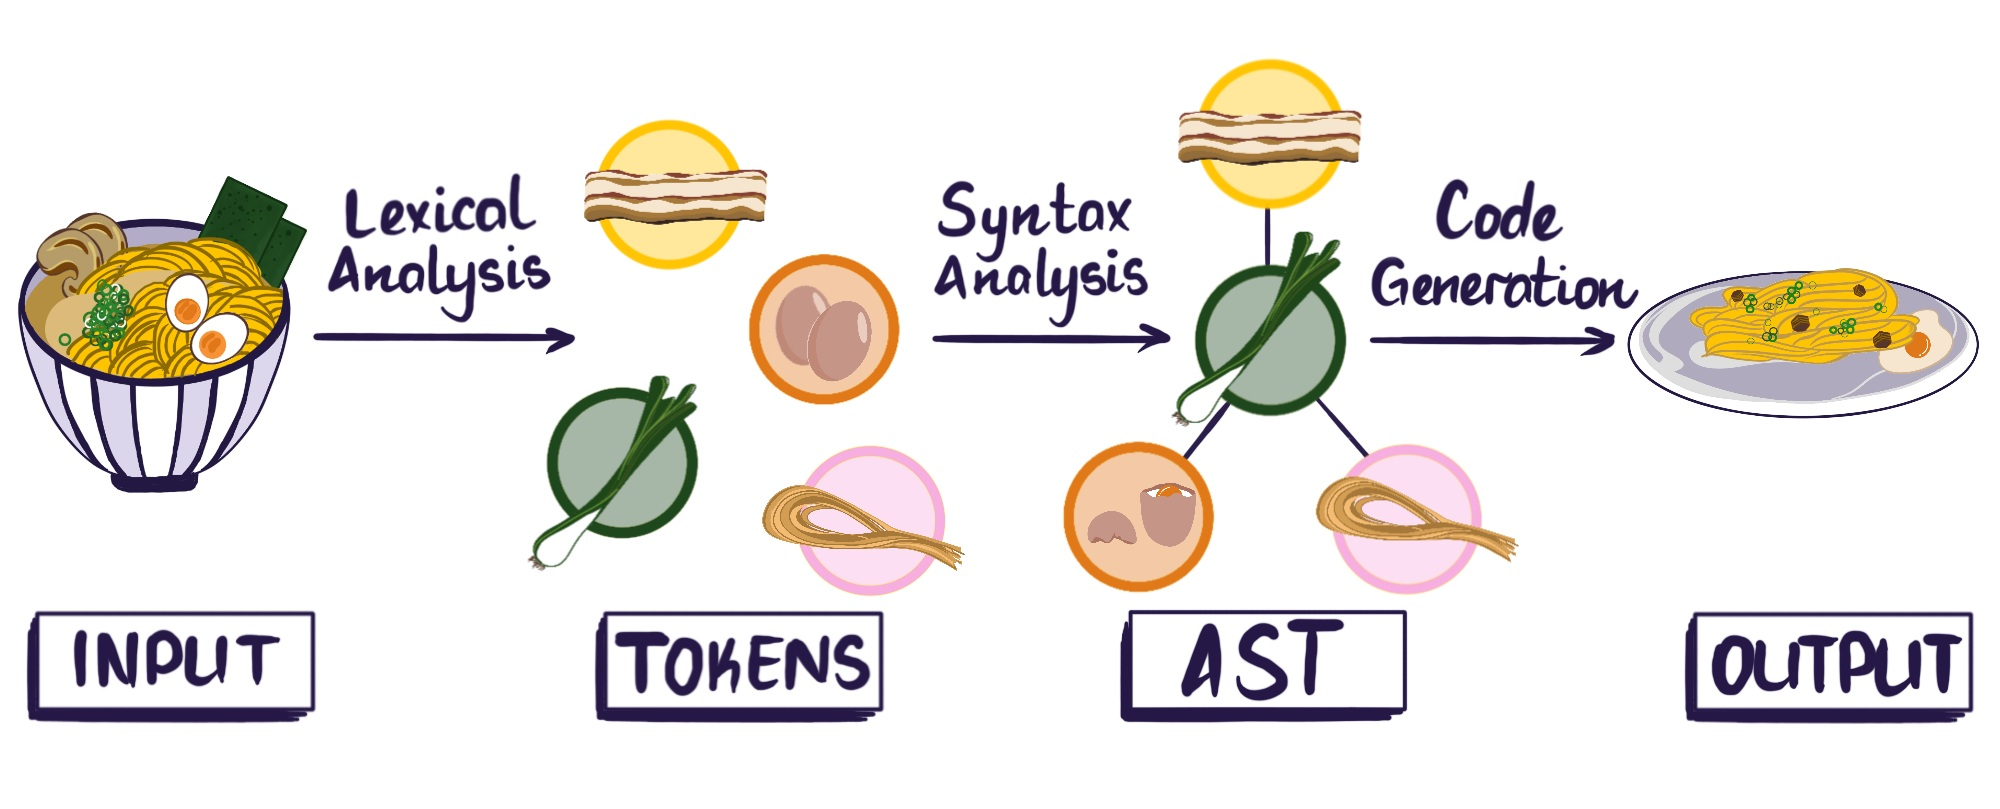 Lexical
Analysis
Syntax
Analysis
Code
Generation
INPUT
TOKENS
AST
OUTPUT